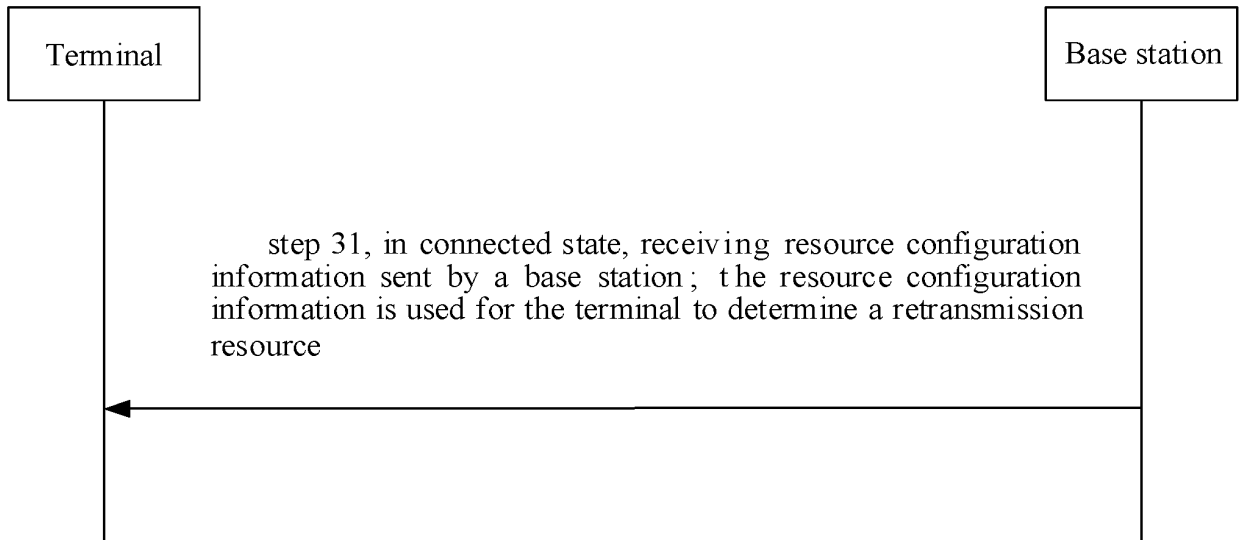 Terminal
Base station
step 31, in connected state, receiving resource configuration
information sent by a base station; the resource configuration
information is used for the terminal to determine a retransmission
resource